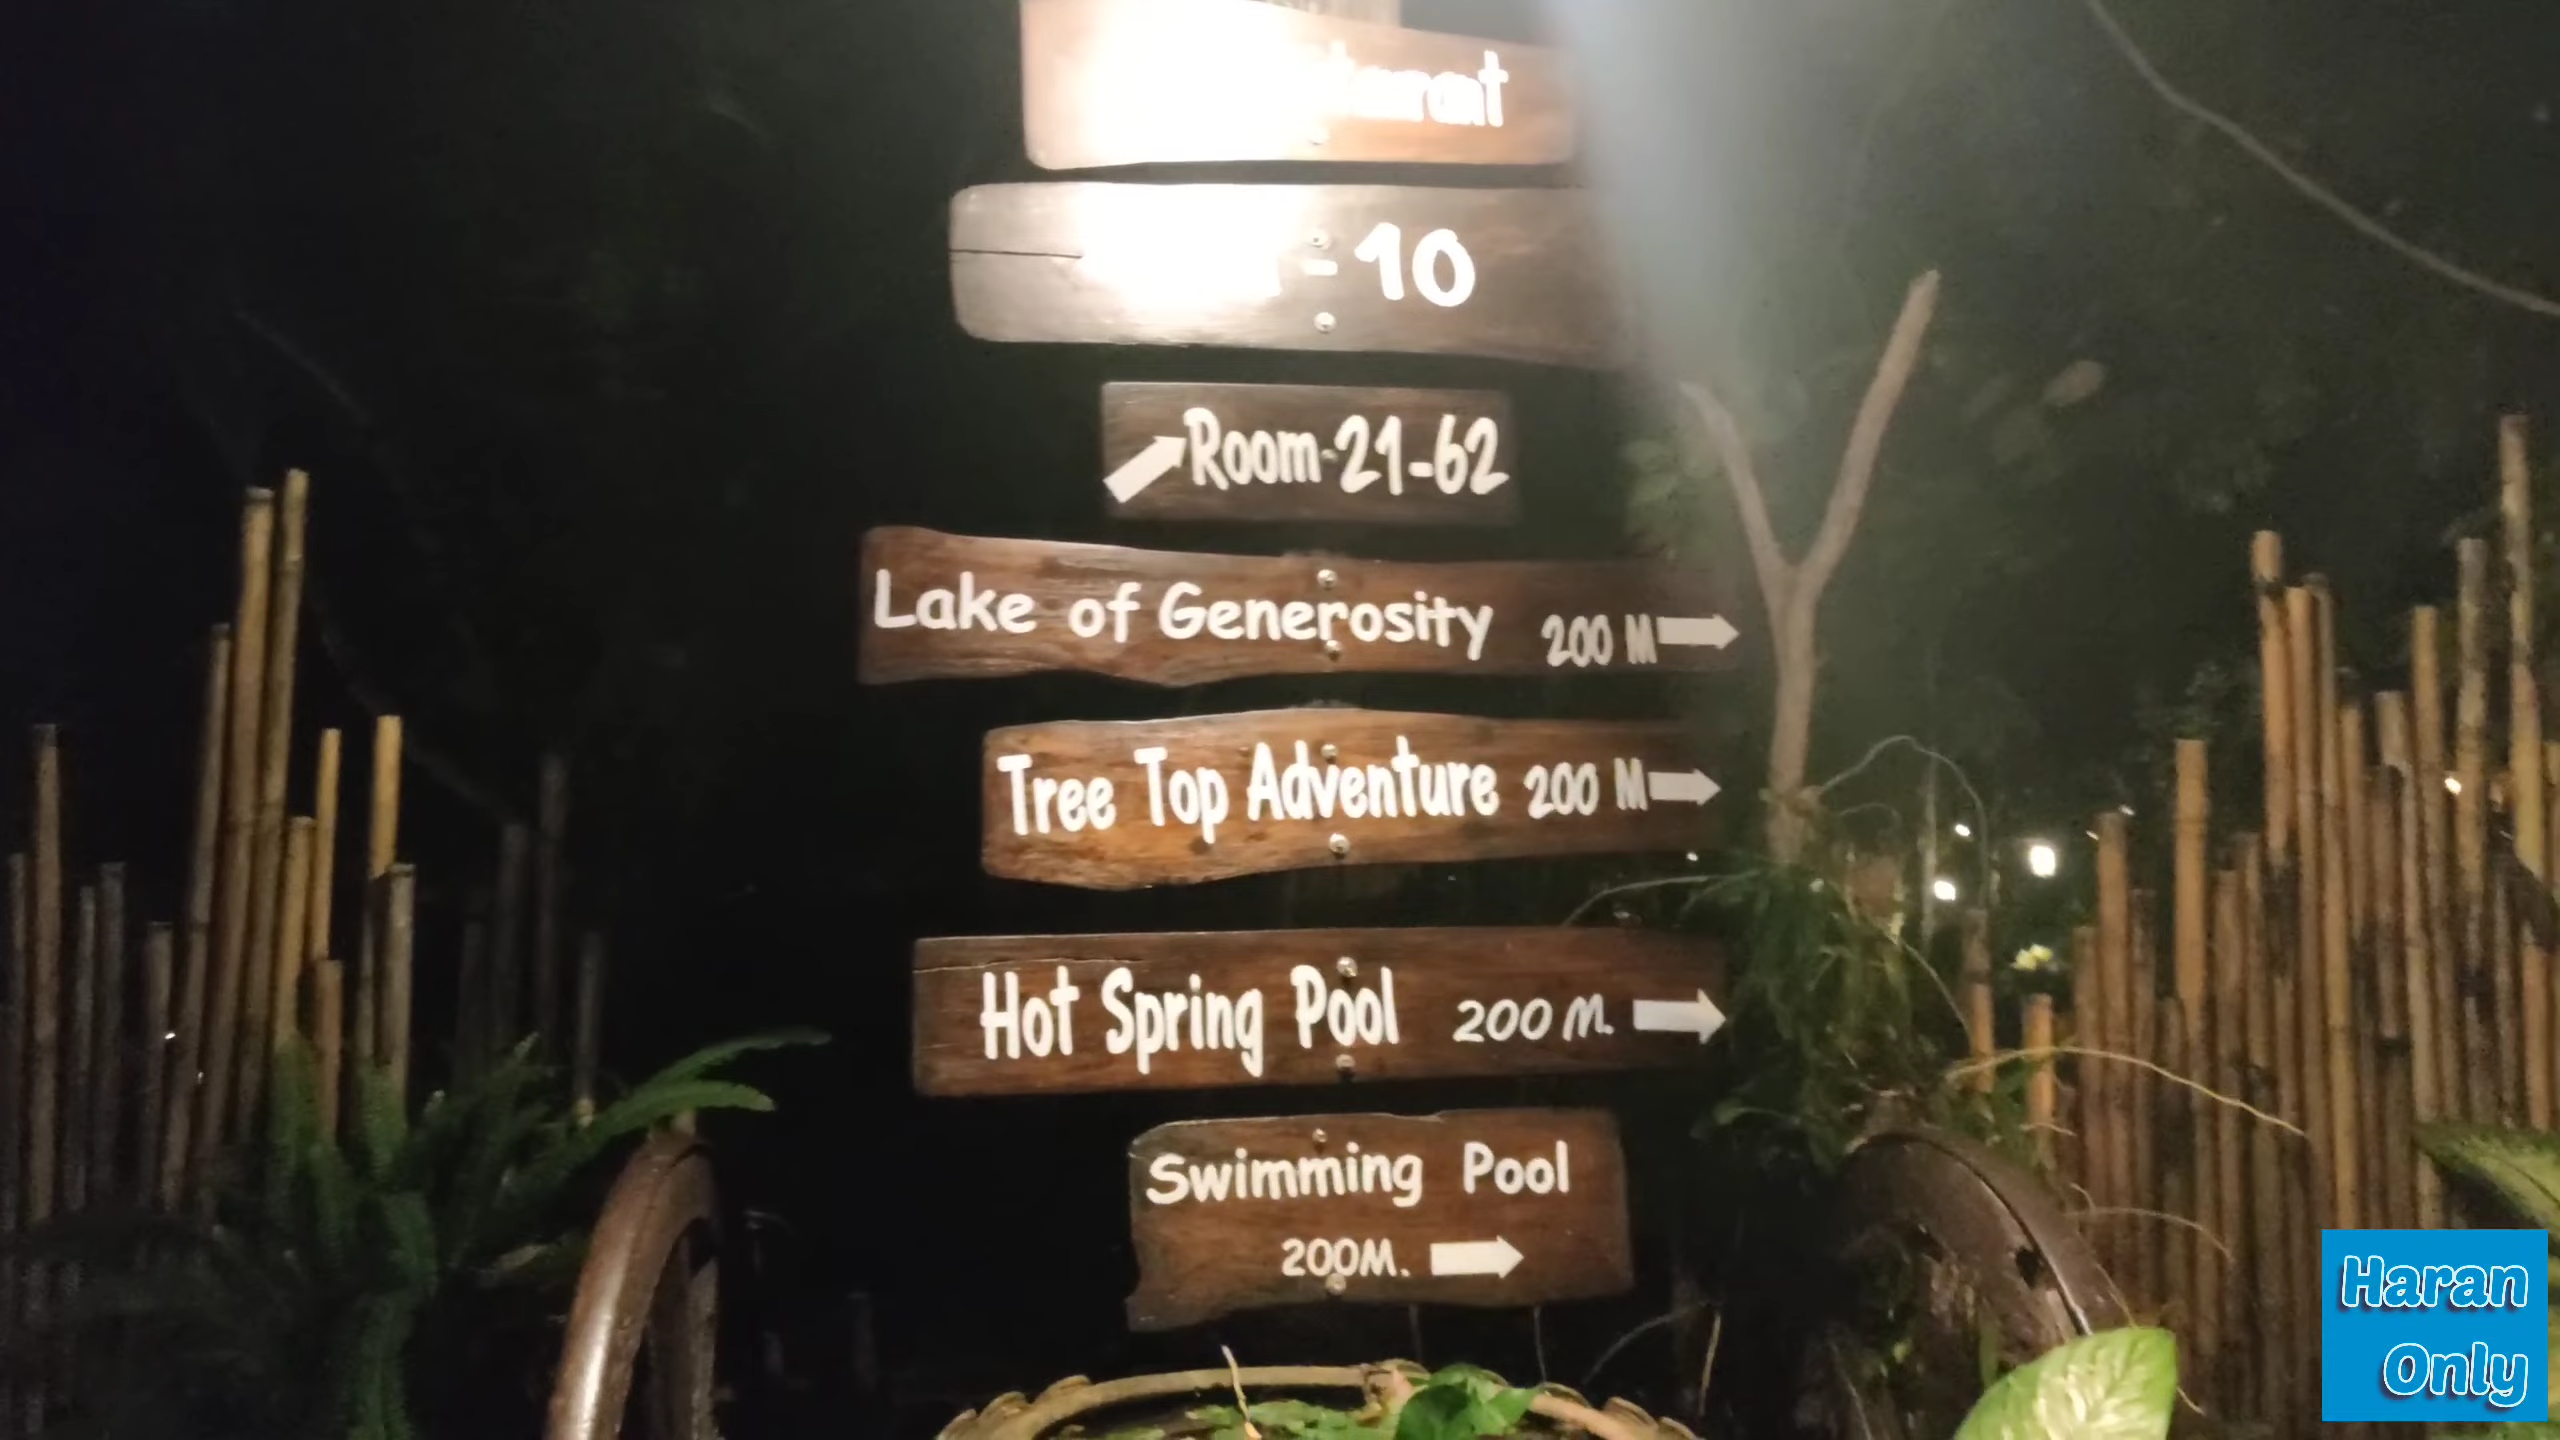 - 10
Room-21-62
Lake of Generosity 200 M
Tree Top Adventure 200 M
Hot Spring Pool 200 M.
Swimming Pool
200M.
Haran
Only